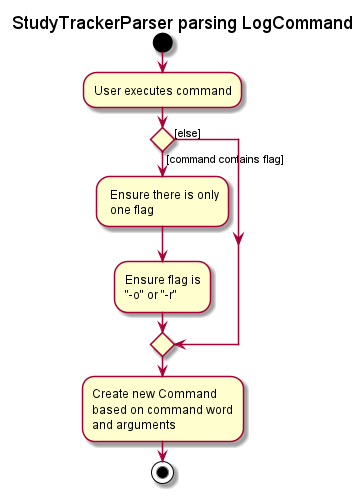 StudyTrackerParser parsing LogCommand
User executes command
[else]
[command contains flag]
Ensure there is only
one flag
Ensure flag is
"-o" or "-r"
Create new Command
based on command word
and arguments